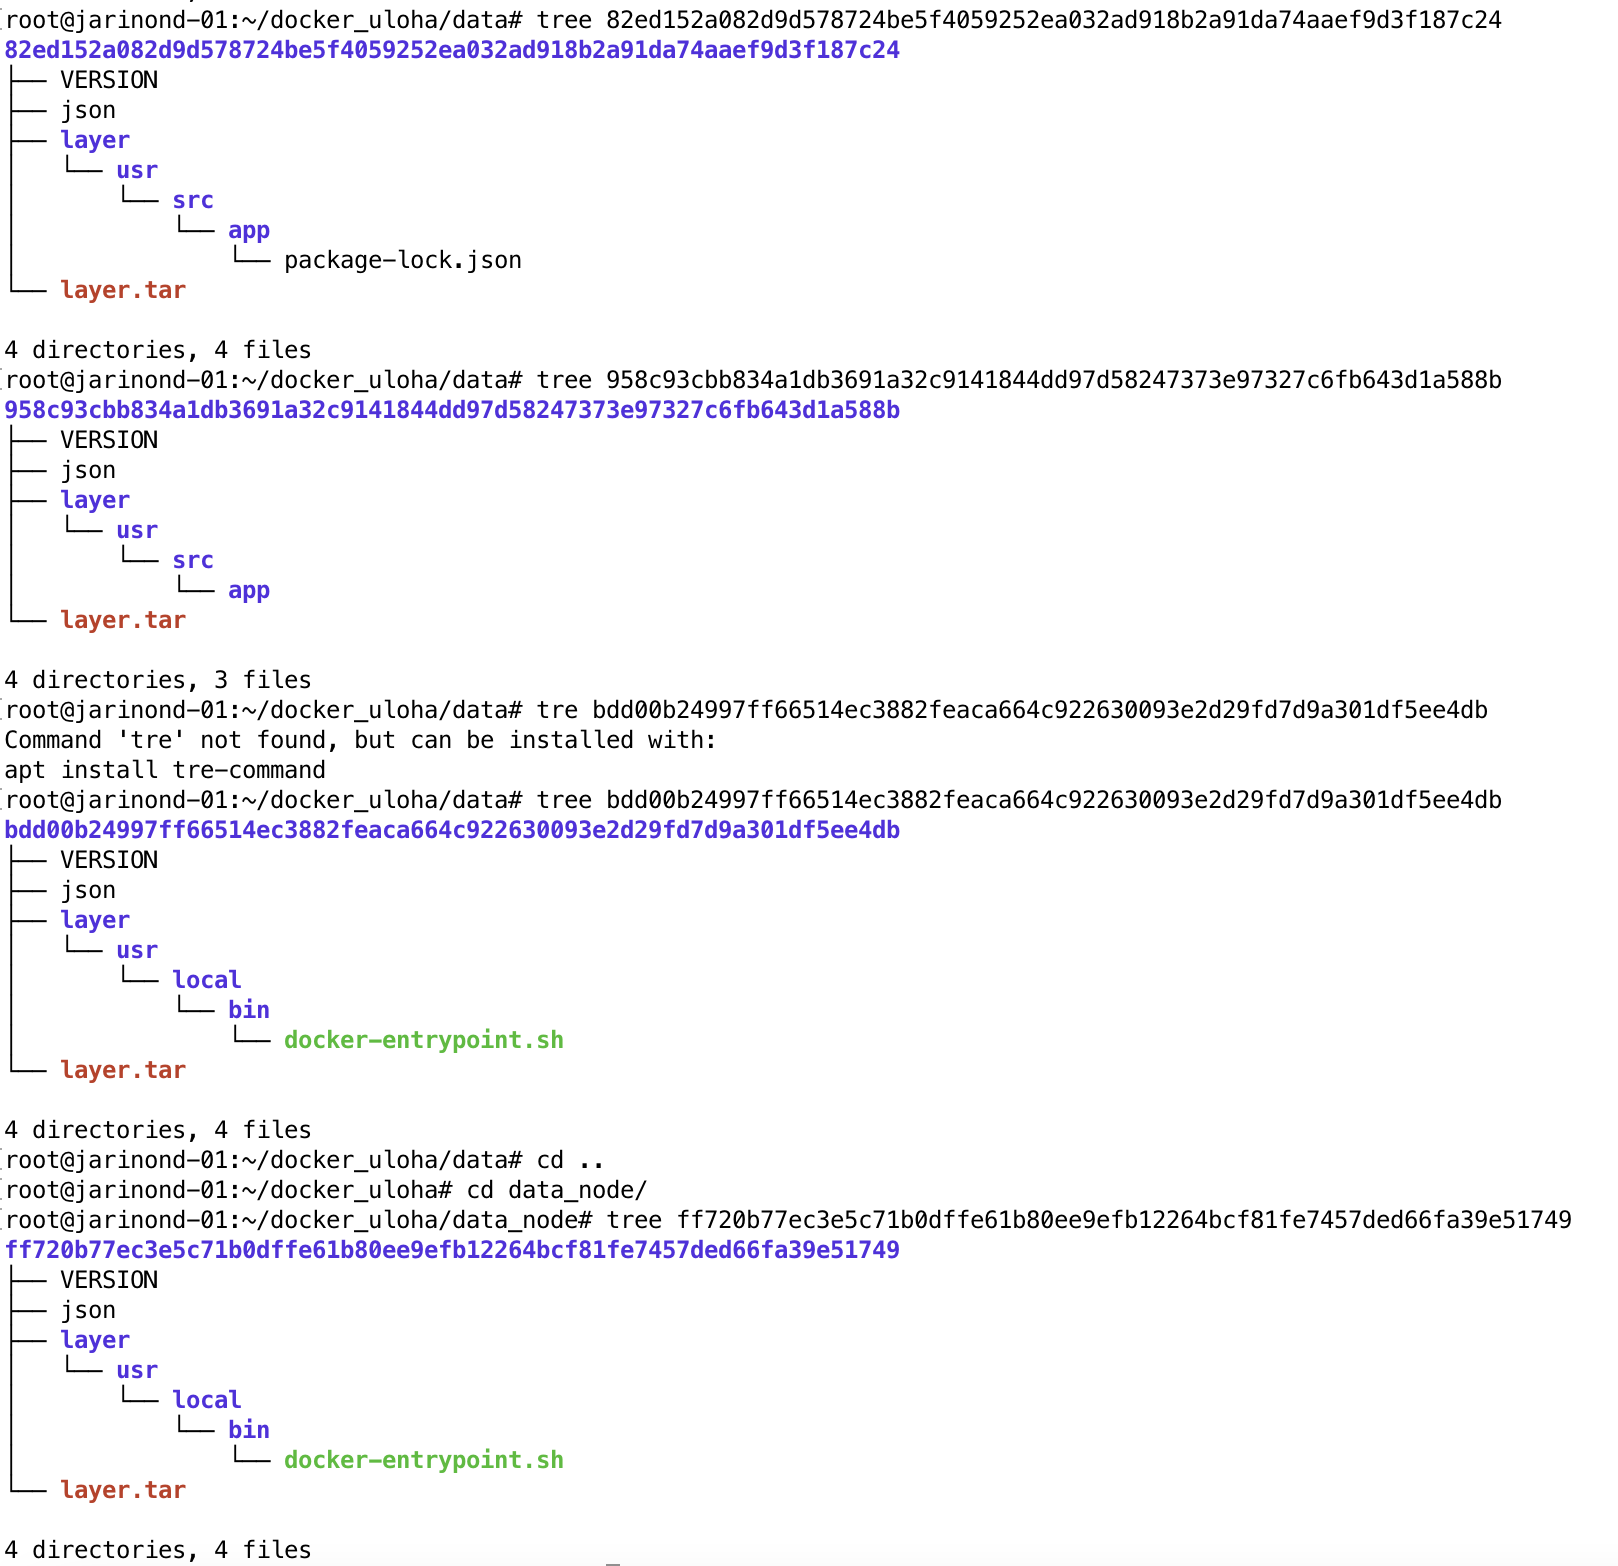 root@jarinond-01:~/docker_uloha/data# tree 82ed152a082d9d578724be5f4059252ea032ad918b2a91da74aaef9d3f187c24
82ed152a082d9d578724be5f4059252ea032ad918b2a91da74aaef9d3f187c24
├── VERSION
├── json
├── layer
│   └── usr
│       └── src
│           └── app
│               └── package-lock.json
└── layer.tar

4 directories, 4 files
root@jarinond-01:~/docker_uloha/data# tree 958c93cbb834a1db3691a32c9141844dd97d58247373e97327c6fb643d1a588b
958c93cbb834a1db3691a32c9141844dd97d58247373e97327c6fb643d1a588b
├── VERSION
├── json
├── layer
│   └── usr
│       └── src
│           └── app
└── layer.tar

4 directories, 3 files
root@jarinond-01:~/docker_uloha/data# tre bdd00b24997ff66514ec3882feaca664c922630093e2d29fd7d9a301df5ee4db
Command 'tre' not found, but can be installed with:
apt install tre-command
root@jarinond-01:~/docker_uloha/data# tree bdd00b24997ff66514ec3882feaca664c922630093e2d29fd7d9a301df5ee4db
bdd00b24997ff66514ec3882feaca664c922630093e2d29fd7d9a301df5ee4db
├── VERSION
├── json
├── layer
│   └── usr
│       └── local
│           └── bin
│               └── docker-entrypoint.sh
└── layer.tar

4 directories, 4 files
root@jarinond-01:~/docker_uloha/data# cd ..
root@jarinond-01:~/docker_uloha# cd data_node/
root@jarinond-01:~/docker_uloha/data_node# tree ff720b77ec3e5c71b0dffe61b80ee9efb12264bcf81fe7457ded66fa39e51749
ff720b77ec3e5c71b0dffe61b80ee9efb12264bcf81fe7457ded66fa39e51749
├── VERSION
├── json
├── layer
│   └── usr
│       └── local
│           └── bin
│               └── docker-entrypoint.sh
└── layer.tar

4 directories, 4 files